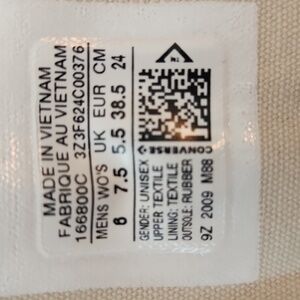 MADE IN VIETNAM
FABRIQUE AU VIETNAM
166800C 3Z3F624C00376
MENS WO'S UK EUR CM
6 7.5 5.5 38.5 24
TM
CONVERSE
GENDER: UNISEX
UPPER TEXTILE
LINING: TEXTILE
OUTSOLE: RUBBER
9Z 2009 M88